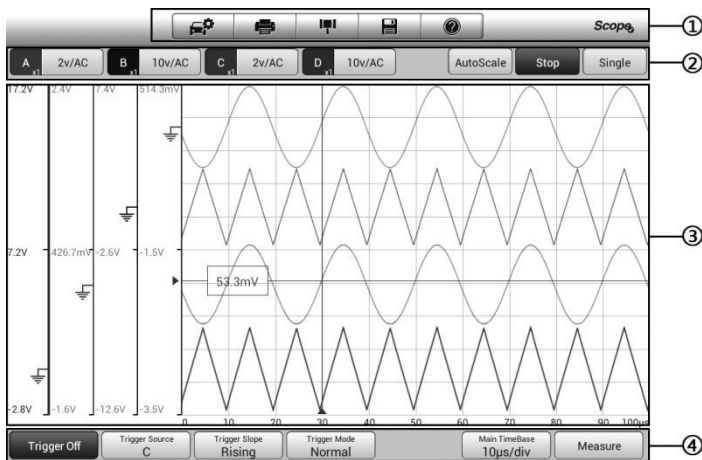 Scope
①
A x1 2v/AC B x1 10v/AC C x1 2v/AC D x1 10v/AC AutoScale Stop Single
②
17.2V 2.4V 7.4V 514.3mV
③
7.2V 426.7mV -2.6V -1.5V
53.3mV
-2.8V -1.6V -12.6V -3.5V
0 10 20 30 40 50 60 70 80 90 100μs
Trigger Off Trigger Source C Trigger Slope Rising Trigger Mode Normal Main TimeBase 10μs/div Measure
④